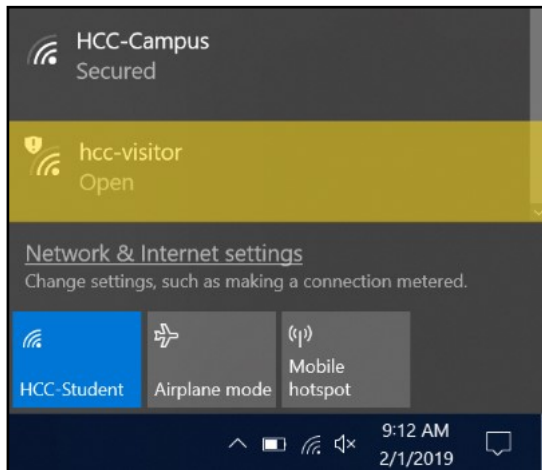 HCC-Campus
Secured
hcc-visitor
Open
Network & Internet settings
Change settings, such as making a connection metered.
HCC-Student
Airplane mode
Mobile
hotspot
9:12 AM
2/1/2019